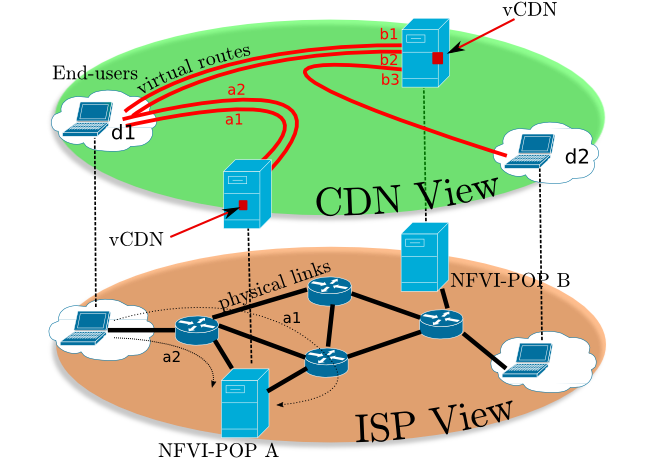 vCDN
b1
virtual routes
b2
End-users
b3
a2
a1
d1
d2
CDN View
vCDN
physical links
NFVI-POP B
a1
a2
ISP View
NFVI-POP A